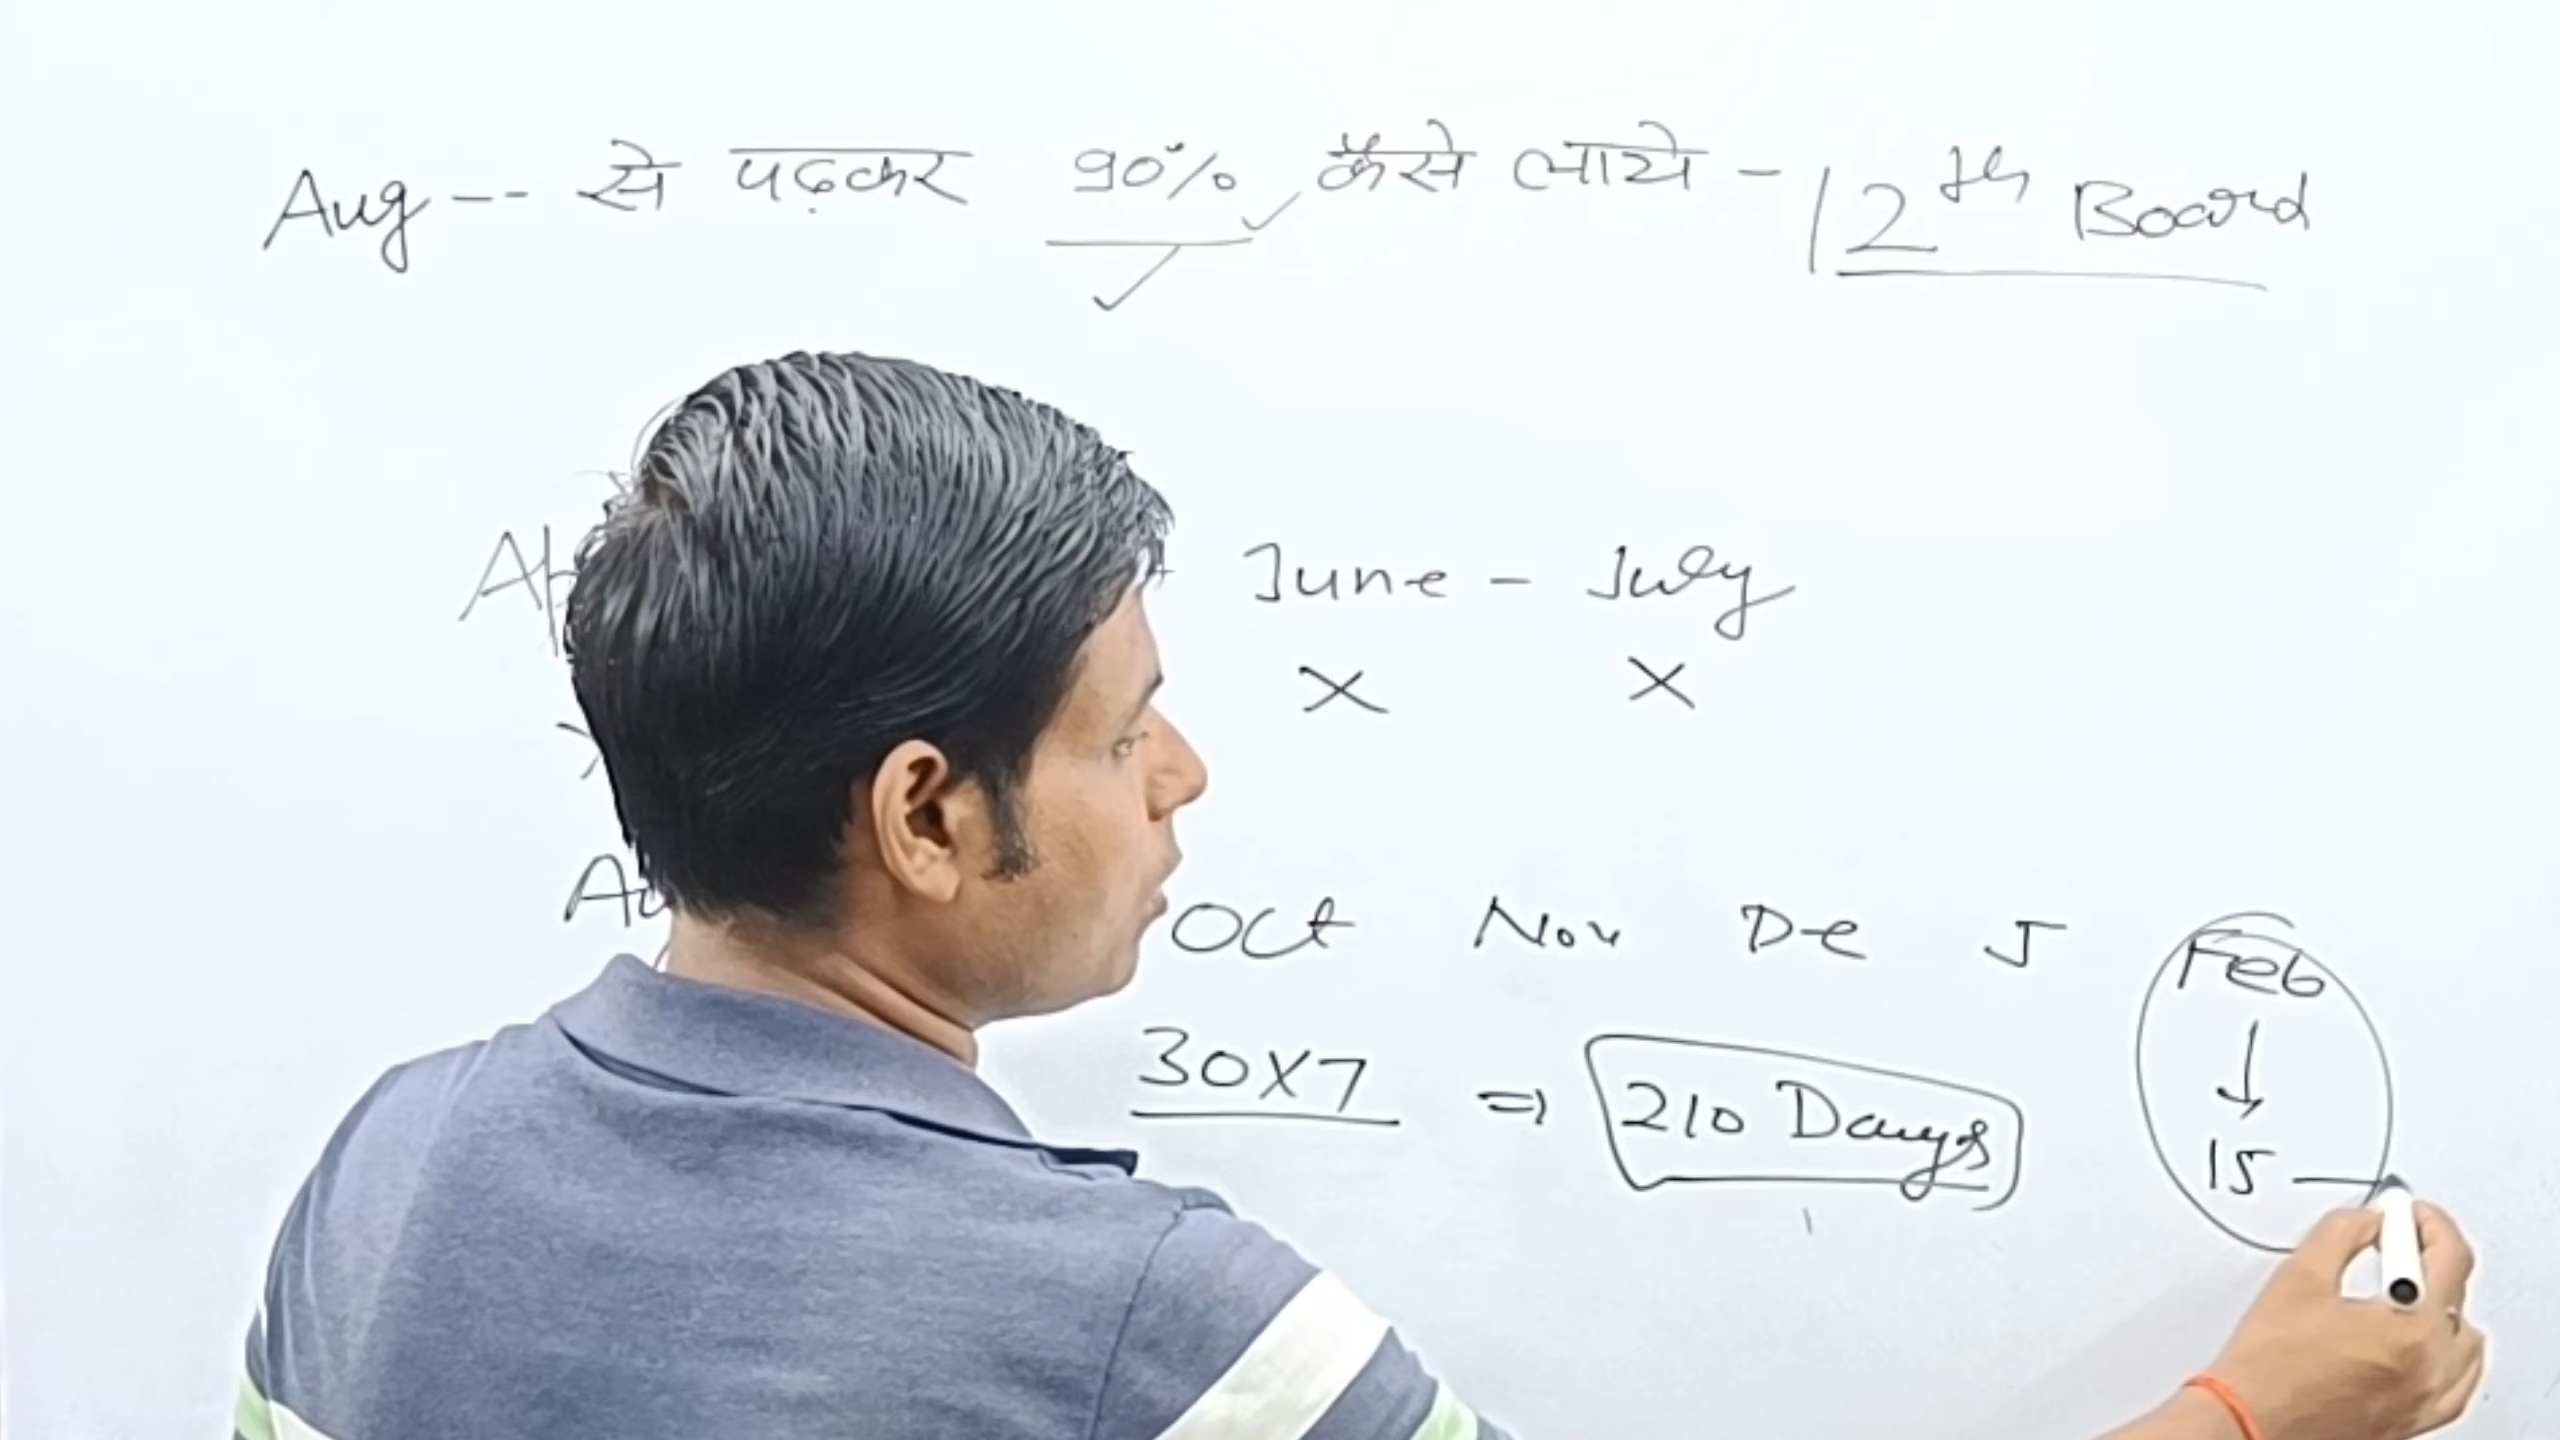 Aug -- से पढ़कर 90% कैसे लाये - 12th Board
June - July
x x
Oct Nov De J Feb
30x7 => 210 Days ↓
15 —